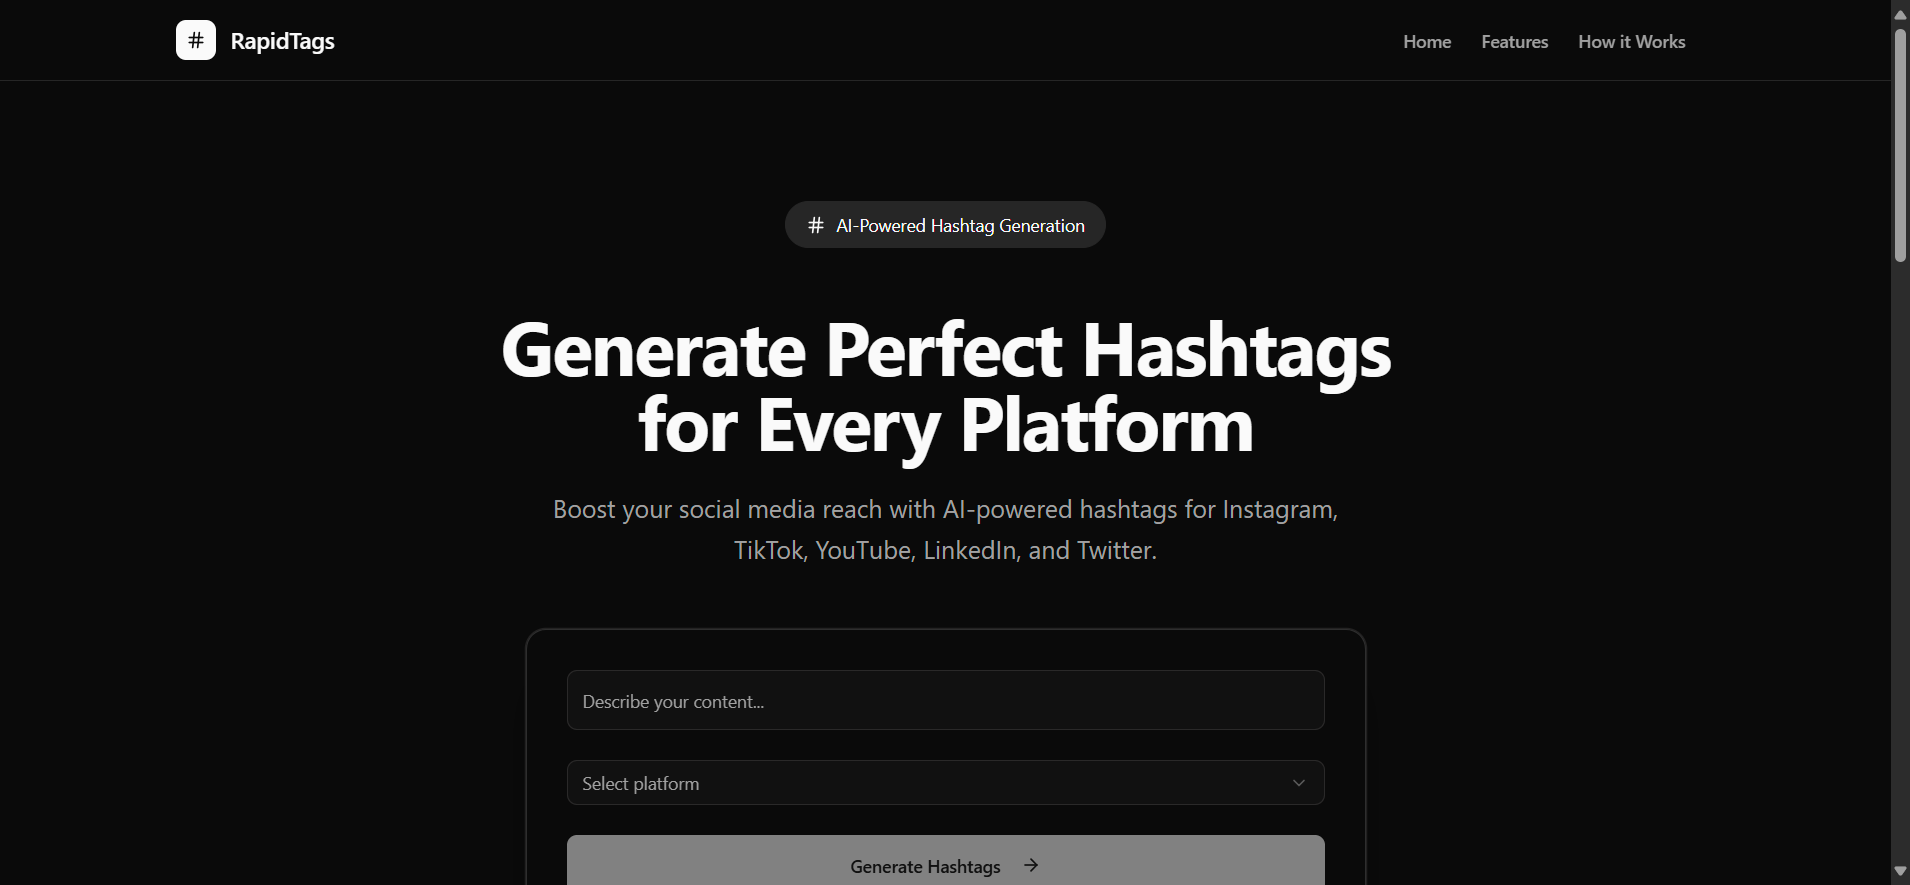 # RapidTags
Home Features How it Works
# AI-Powered Hashtag Generation
Generate Perfect Hashtags
for Every Platform
Boost your social media reach with AI-powered hashtags for Instagram,
TikTok, YouTube, LinkedIn, and Twitter.
Describe your content...
Select platform
Generate Hashtags →